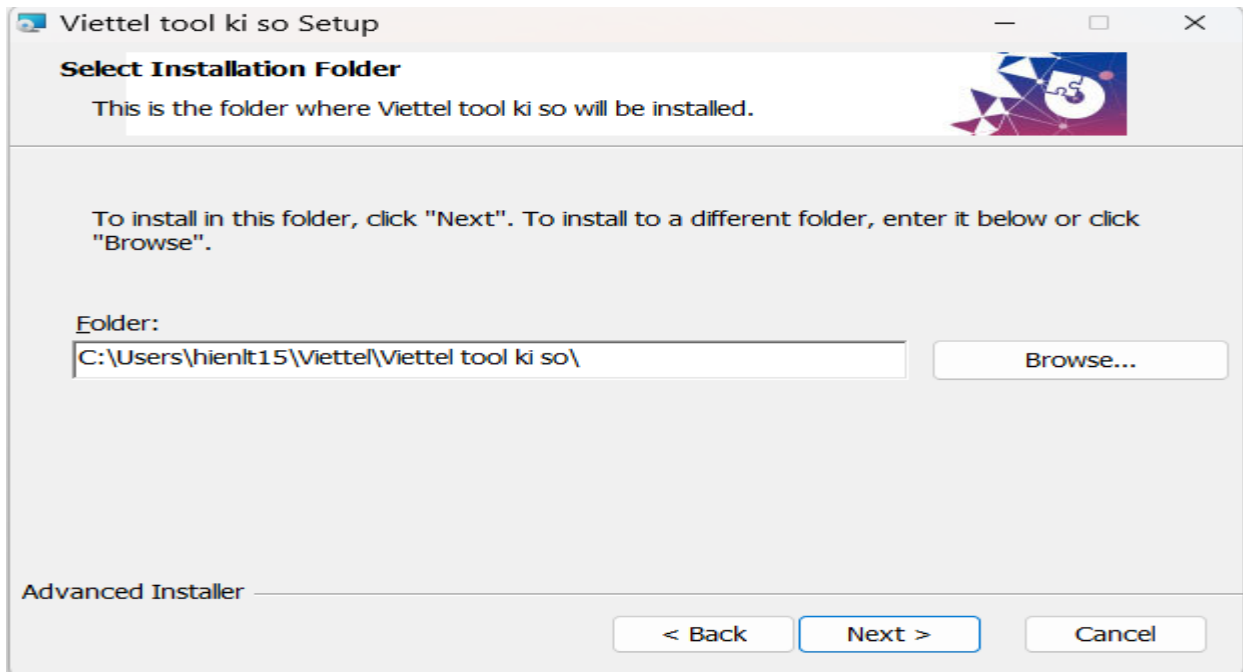 Viettel tool ki so Setup
Select Installation Folder
This is the folder where Viettel tool ki so will be installed.
To install in this folder, click "Next". To install to a different folder, enter it below or click
"Browse".
Folder:
C:\Users\hienlt15\Viettel\Viettel tool ki so\
Browse...
Advanced Installer
< Back
Next >
Cancel